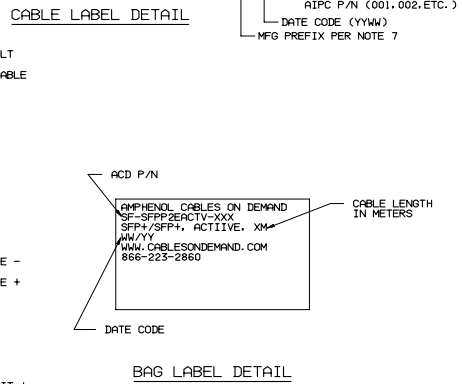 AIPC P/N (001,002,ETC.)
CABLE LABEL DETAIL
DATE CODE (YYWW)
MFG PREFIX PER NOTE 7
LT
ABLE
ACD P/N
AMPHENOL CABLES ON DEMAND
SF-SFPP2EACTV-XXX
SFP+/SFP+, ACTIIVE, XM
WW/YY
WWW.CABLESONDEMAND.COM
866-223-2860
CABLE LENGTH
IN METERS
E -
E +
DATE CODE
BAG LABEL DETAIL